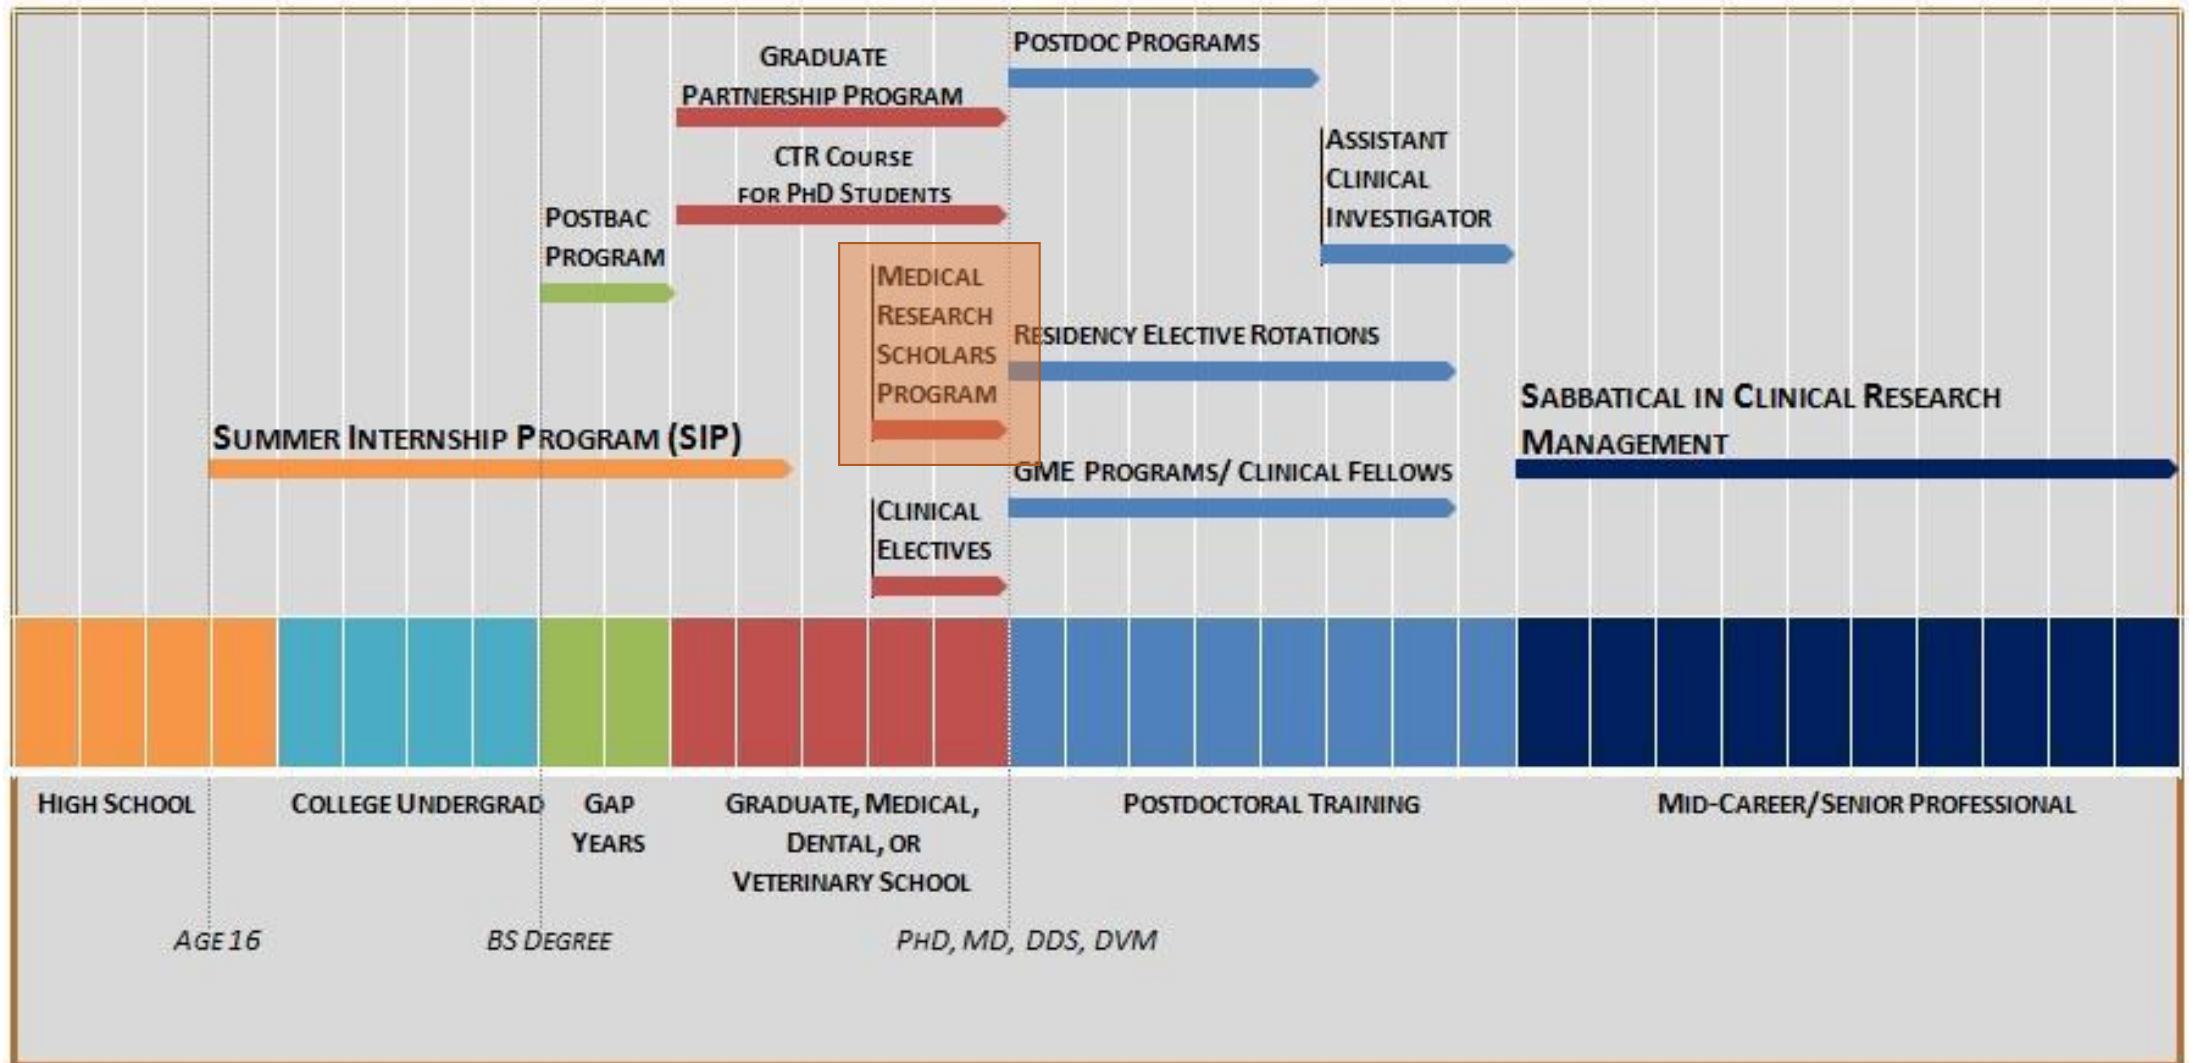 POSTDOC PROGRAMS
GRADUATE
PARTNERSHIP PROGRAM
ASSISTANT
CLINICAL
INVESTIGATOR
CTR COURSE
FOR PHD STUDENTS
POSTBAC
PROGRAM
MEDICAL
RESEARCH
SCHOLARS
PROGRAM
RESIDENCY ELECTIVE ROTATIONS
SABBATICAL IN CLINICAL RESEARCH
MANAGEMENT
SUMMER INTERNSHIP PROGRAM (SIP)
GME PROGRAMS/ CLINICAL FELLOWS
CLINICAL
ELECTIVES
HIGH SCHOOL
COLLEGE UNDERGRAD
GAP
YEARS
GRADUATE, MEDICAL,
DENTAL, OR
VETERINARY SCHOOL
POSTDOCTORAL TRAINING
MID-CAREER/SENIOR PROFESSIONAL
AGE 16
BS DEGREE
PHD, MD, DDS, DVM